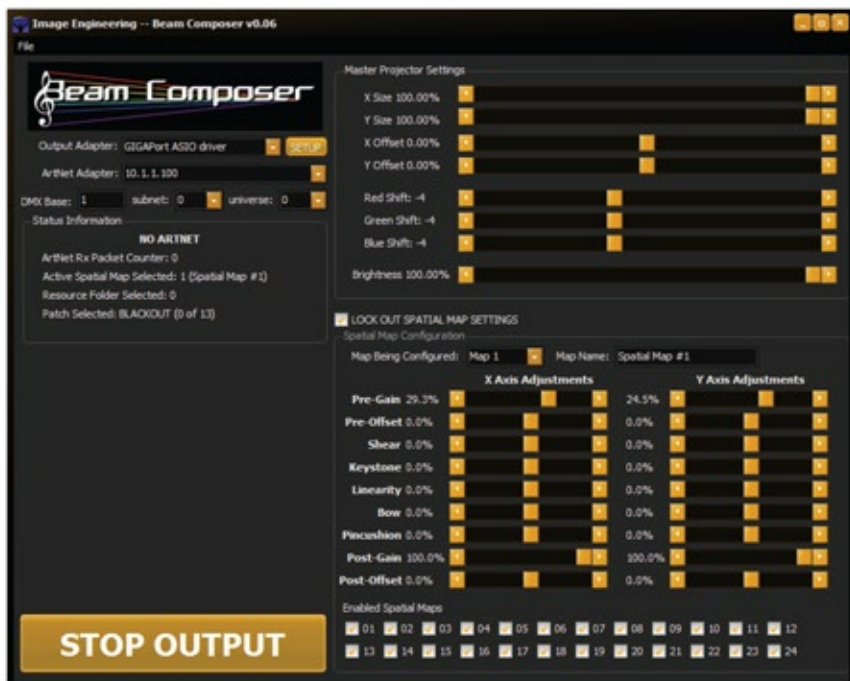 Image Engineering -- Beam Composer v0.06
File
Beam Composer
Output Adapter: GIGAPort ASIO driver SETUP
ArtNet Adapter: 10.1.1.100
DMX Base: 1 subnet: 0 universe: 0
Status Information
NO ARTNET
ArtNet Rx Packet Counter: 0
Active Spatial Map Selected: 1 (Spatial Map #1)
Resource Folder Selected: 0
Patch Selected: BLACKOUT (0 of 13)
STOP OUTPUT
Master Projector Settings
X Size 100.00%
Y Size 100.00%
X Offset 0.00%
Y Offset 0.00%
Red Shift: -4
Green Shift: -4
Blue Shift: -4
Brightness 100.00%
LOCK OUT SPATIAL MAP SETTINGS
Spatial Map Configuration
Map Being Configured: Map 1 Map Name: Spatial Map #1
X Axis Adjustments Y Axis Adjustments
Pre-Gain 29.3% 24.5%
Pre-Offset 0.0% 0.0%
Shear 0.0% 0.0%
Keystone 0.0% 0.0%
Linearity 0.0% 0.0%
Bow 0.0% 0.0%
Pincushion 0.0% 0.0%
Post-Gain 100.0% 100.0%
Post-Offset 0.0% 0.0%
Enabled Spatial Maps
01 02 03 04 05 06 07 08 09 10 11 12
13 14 15 16 17 18 19 20 21 22 23 24